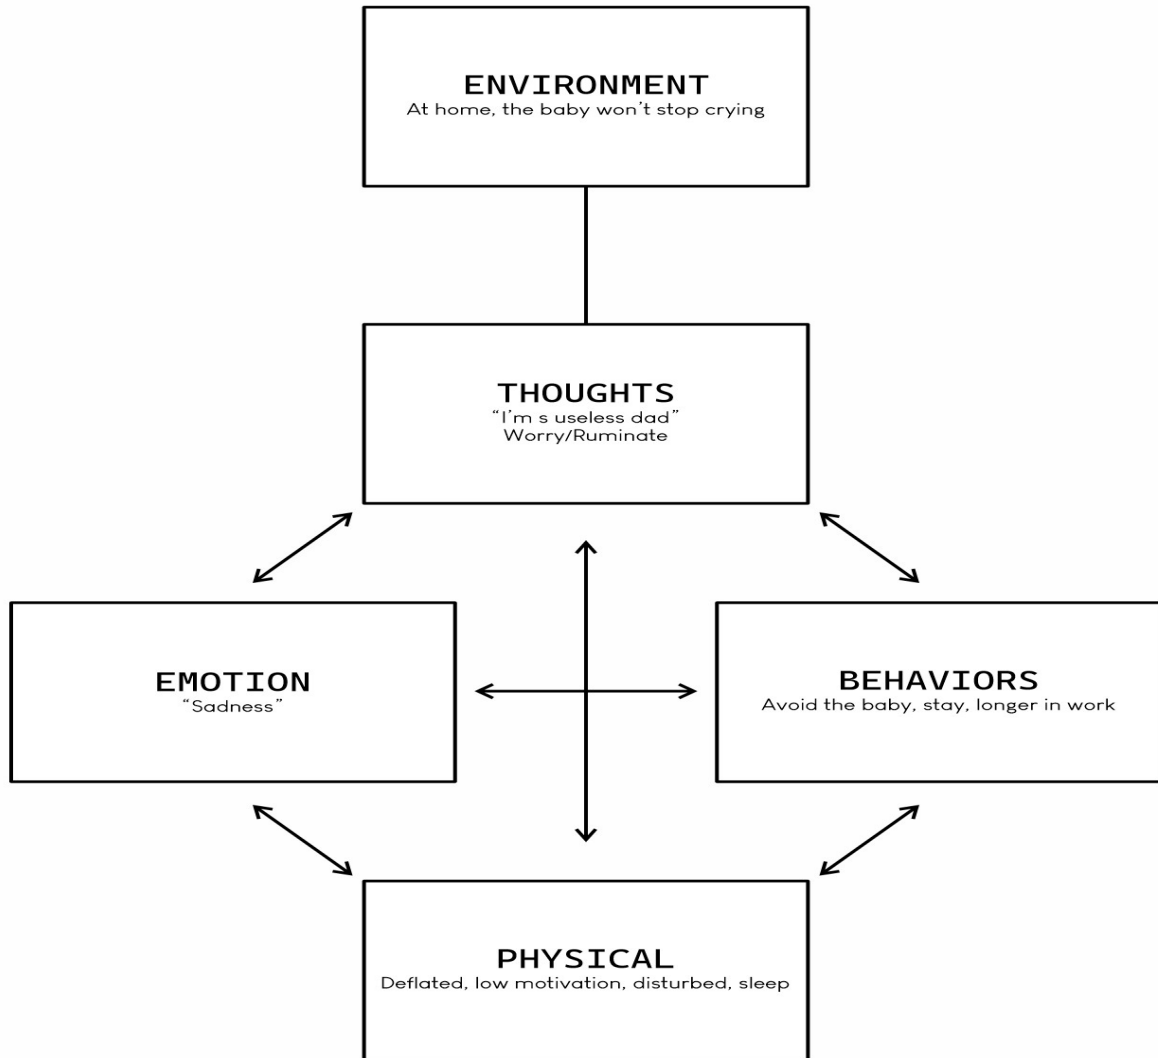 ENVIRONMENT
At home, the baby won't stop crying
THOUGHTS
“I'm s useless dad”
Worry/Ruminate
EMOTION
“Sadness”
BEHAVIORS
Avoid the baby, stay, longer in work
PHYSICAL
Deflated, low motivation, disturbed, sleep